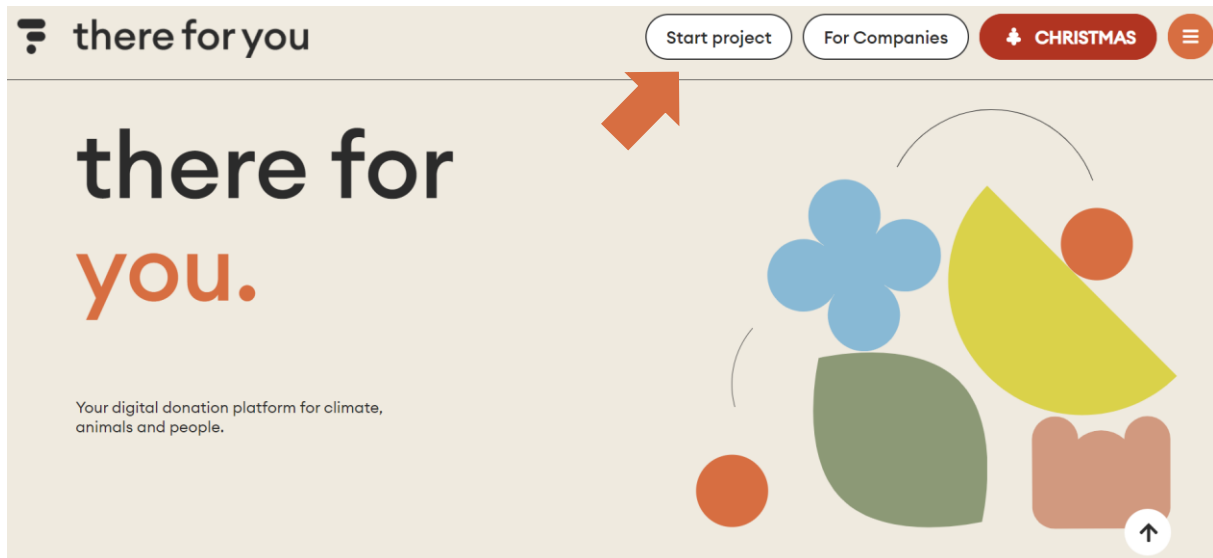 there for you
Start project
For Companies
CHRISTMAS
there for
you.
Your digital donation platform for climate,
animals and people.